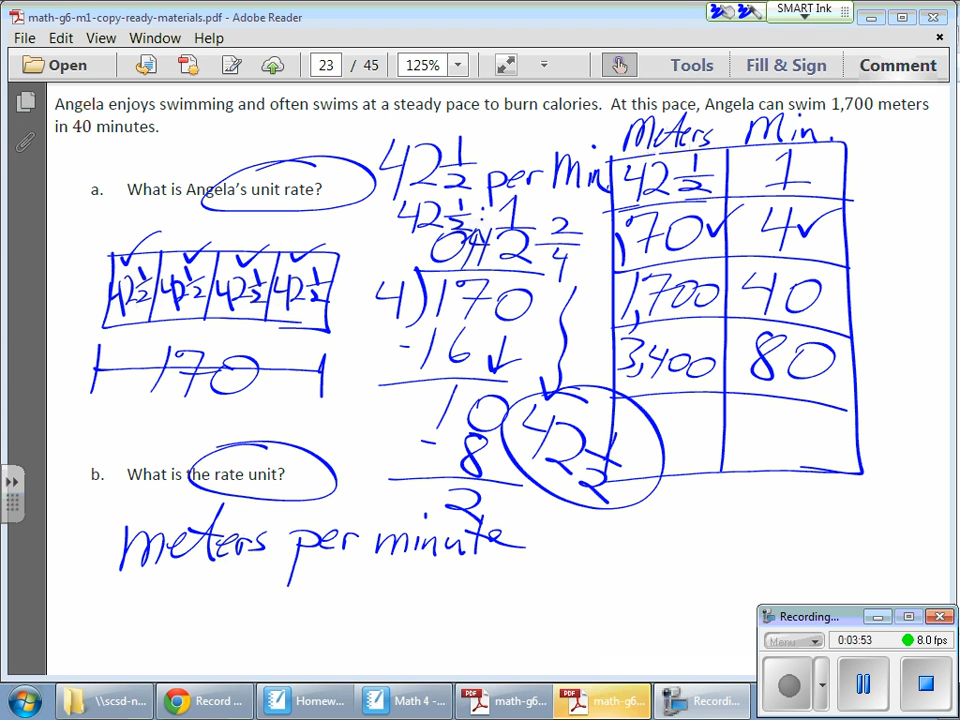 math-g6-m1-copy-ready-materials.pdf - Adobe Reader
SMART Ink
File Edit View Window Help
Open 23 / 45 125% Tools Fill & Sign Comment
Angela enjoys swimming and often swims at a steady pace to burn calories. At this pace, Angela can swim 1,700 meters
in 40 minutes.
a. What is Angela's unit rate?
42 1/2 per Min
42 1/2 : 1
042 2/4
4)170
-16
10
-8
2
42 1/2
42 1/2 42 1/2 42 1/2 42 1/2
170
Meters Min.
42 1/2 1
170 4
1,700 40
3,400 80
b. What is the rate unit?
meters per minute
Recording...
Menu 0:03:53 8.0 fps
\\scsd-n... Record ... Homew... Math 4 -... math-g6... math-g6... Recordi...